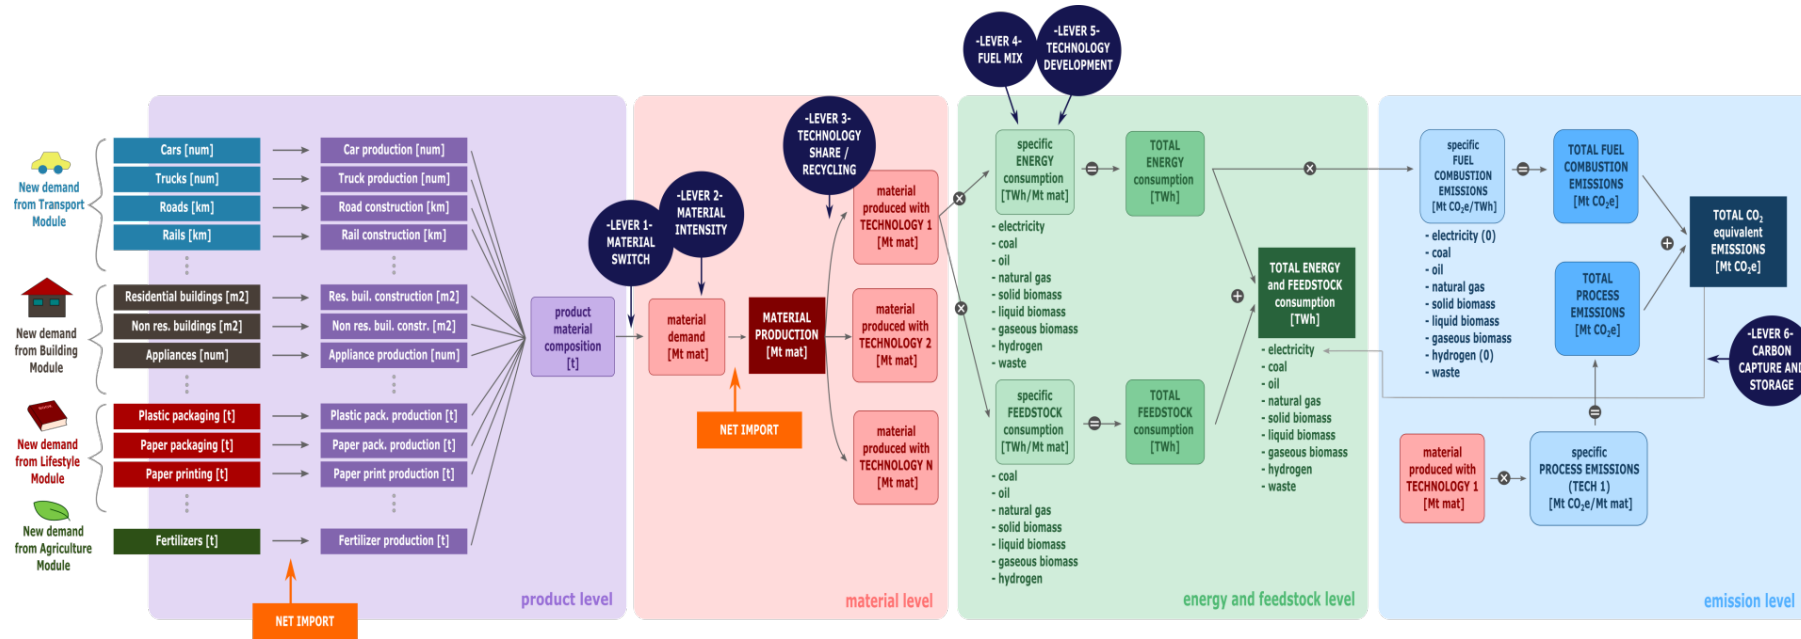 -LEVER 4-
FUEL MIX
-LEVER 5-
TECHNOLOGY
DEVELOPMENT
New demand
from Transport
Module
Cars [num]
Trucks [num]
Roads [km]
Rails [km]
Car production [num]
Truck production [num]
Road construction [km]
Rail construction [km]
New demand
from Building
Module
Residential buildings [m2]
Non res. buildings [m2]
Appliances [num]
Res. buil. construction [m2]
Non res. buil. constr. [m2]
Appliance production [num]
New demand
from Lifestyle
Module
Plastic packaging [t]
Paper packaging [t]
Paper printing [t]
Plastic pack. production [t]
Paper pack. production [t]
Paper print production [t]
New demand
from Agriculture
Module
Fertilizers [t]
Fertilizer production [t]
NET IMPORT
product
material
composition
[t]
product level
-LEVER 1-
MATERIAL
SWITCH
-LEVER 2-
MATERIAL
INTENSITY
-LEVER 3-
TECHNOLOGY
SHARE /
RECYCLING
material
demand
[Mt mat]
MATERIAL
PRODUCTION
[Mt mat]
NET IMPORT
material
produced with
TECHNOLOGY 1
[Mt mat]
material
produced with
TECHNOLOGY 2
[Mt mat]
material
produced with
TECHNOLOGY N
[Mt mat]
material level
specific
ENERGY
consumption
[TWh/Mt mat]
- electricity
- coal
- oil
- natural gas
- solid biomass
- liquid biomass
- gaseous biomass
- hydrogen
- waste
TOTAL
ENERGY
consumption
[TWh]
specific
FEEDSTOCK
consumption
[TWh/Mt mat]
- coal
- oil
- natural gas
- solid biomass
- liquid biomass
- gaseous biomass
- hydrogen
TOTAL
FEEDSTOCK
consumption
[TWh]
TOTAL ENERGY
and FEEDSTOCK
consumption
[TWh]
- electricity
- coal
- oil
- natural gas
- solid biomass
- liquid biomass
- gaseous biomass
- hydrogen
- waste
energy and feedstock level
specific
FUEL
COMBUSTION
EMISSIONS
[Mt CO₂e/TWh]
- electricity (0)
- coal
- oil
- natural gas
- solid biomass
- liquid biomass
- gaseous biomass
- hydrogen (0)
- waste
TOTAL FUEL
COMBUSTION
EMISSIONS
[Mt CO₂e]
TOTAL
PROCESS
EMISSIONS
[Mt CO₂e]
TOTAL CO₂
equivalent
EMISSIONS
[Mt CO₂e]
-LEVER 6-
CARBON
CAPTURE AND
STORAGE
material
produced with
TECHNOLOGY 1
[Mt mat]
specific
PROCESS EMISSIONS
(TECH 1)
[Mt CO₂e/Mt mat]
emission level